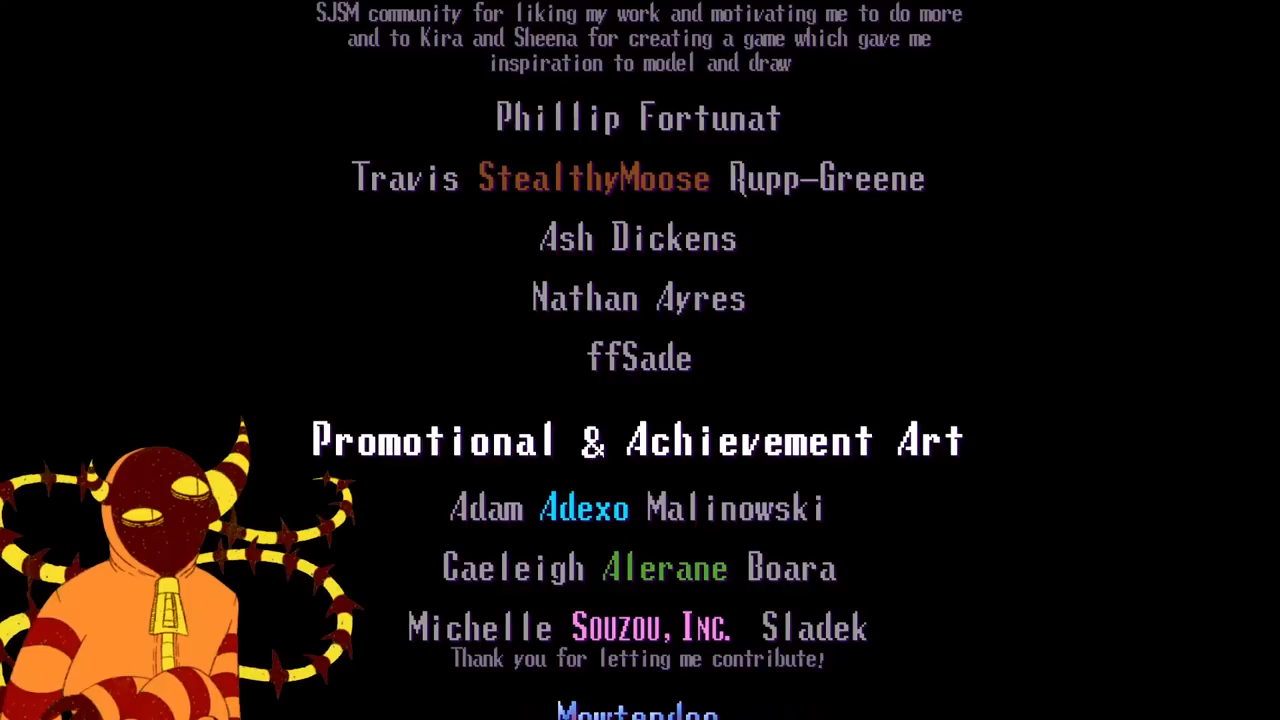 SJSM community for liking my work and motivating me to do more
and to Kira and Sheena for creating a game which gave me
inspiration to model and draw
Phillip Fortunat
Travis StealthyMoose Rupp-Greene
Ash Dickens
Nathan Ayres
ffSade
Promotional & Achievement Art
Adam Adexo Malinowski
Caeleigh Alerane Boara
Michelle Souzou, Inc. Sladek
Thank you for letting me contribute!